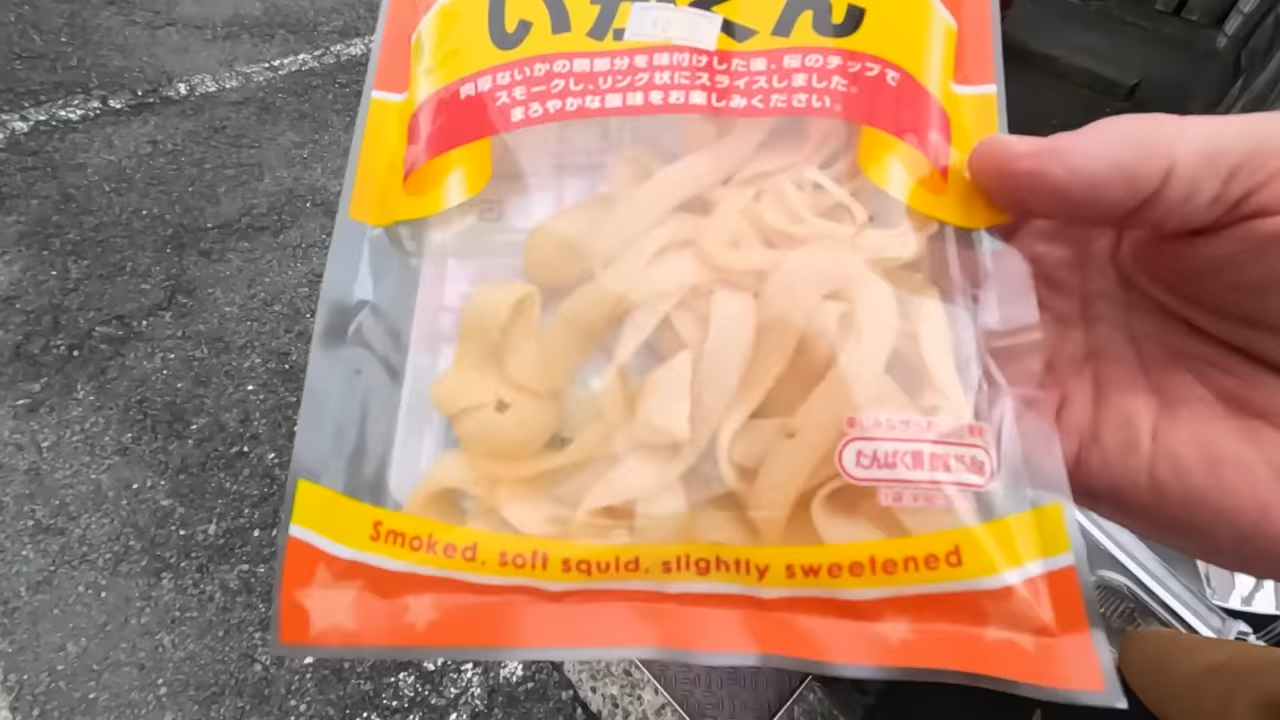 いかくん
肉厚ないかの胴部分を味付けした後、桜のチップで
スモークし、リング状にスライスしました。
まろやかな酸味をお楽しみください。
たんぱく質
Smoked, soft squid, slightly sweetened